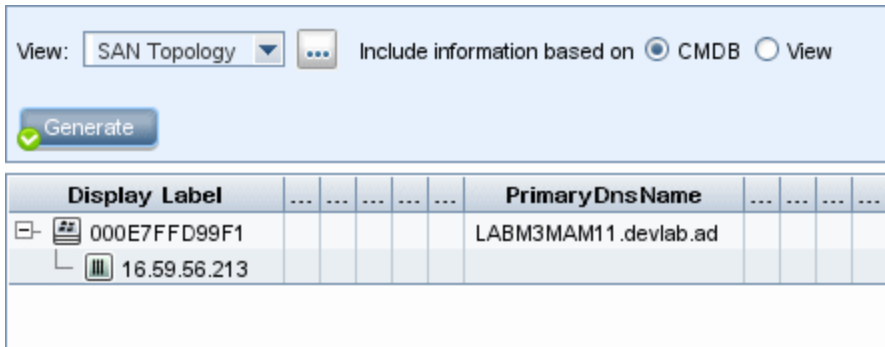 View: SAN Topology ... Include information based on CMDB View
Generate
Display Label ... ... ... ... ... PrimaryDnsName ... ... ... ...
000E7FFD99F1 LABM3MAM11.devlab.ad
16.59.56.213